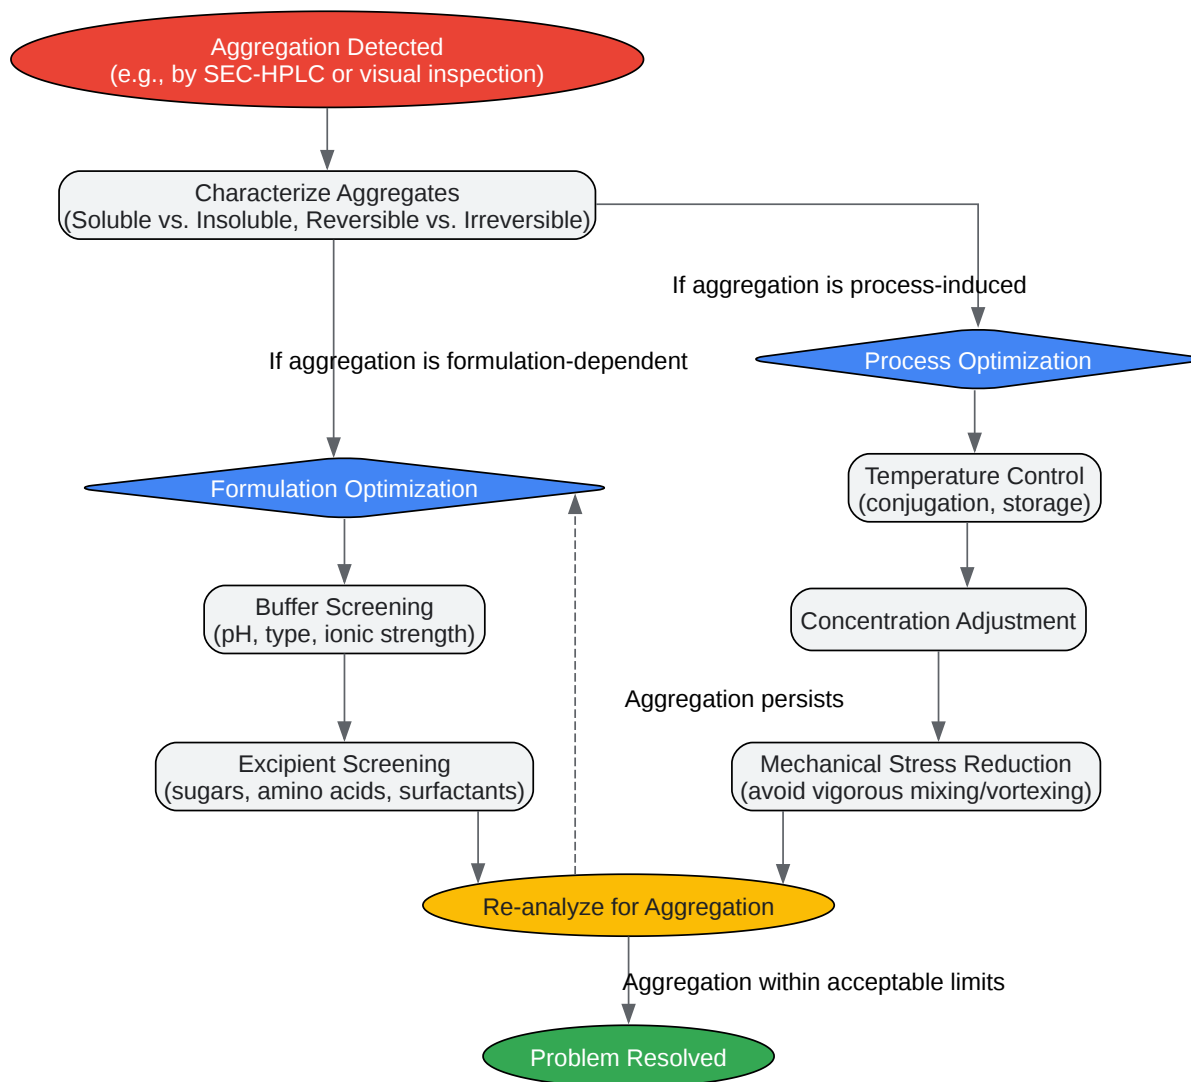 Aggregation Detected
(e.g., by SEC-HPLC or visual inspection)
Characterize Aggregates
(Soluble vs. Insoluble, Reversible vs. Irreversible)
If aggregation is process-induced
If aggregation is formulation-dependent
Process Optimization
Temperature Control
(conjugation, storage)
Formulation Optimization
Buffer Screening
(pH, type, ionic strength)
Concentration Adjustment
Aggregation persists
Excipient Screening
(sugars, amino acids, surfactants)
Mechanical Stress Reduction
(avoid vigorous mixing/vortexing)
Re-analyze for Aggregation
Aggregation within acceptable limits
Problem Resolved